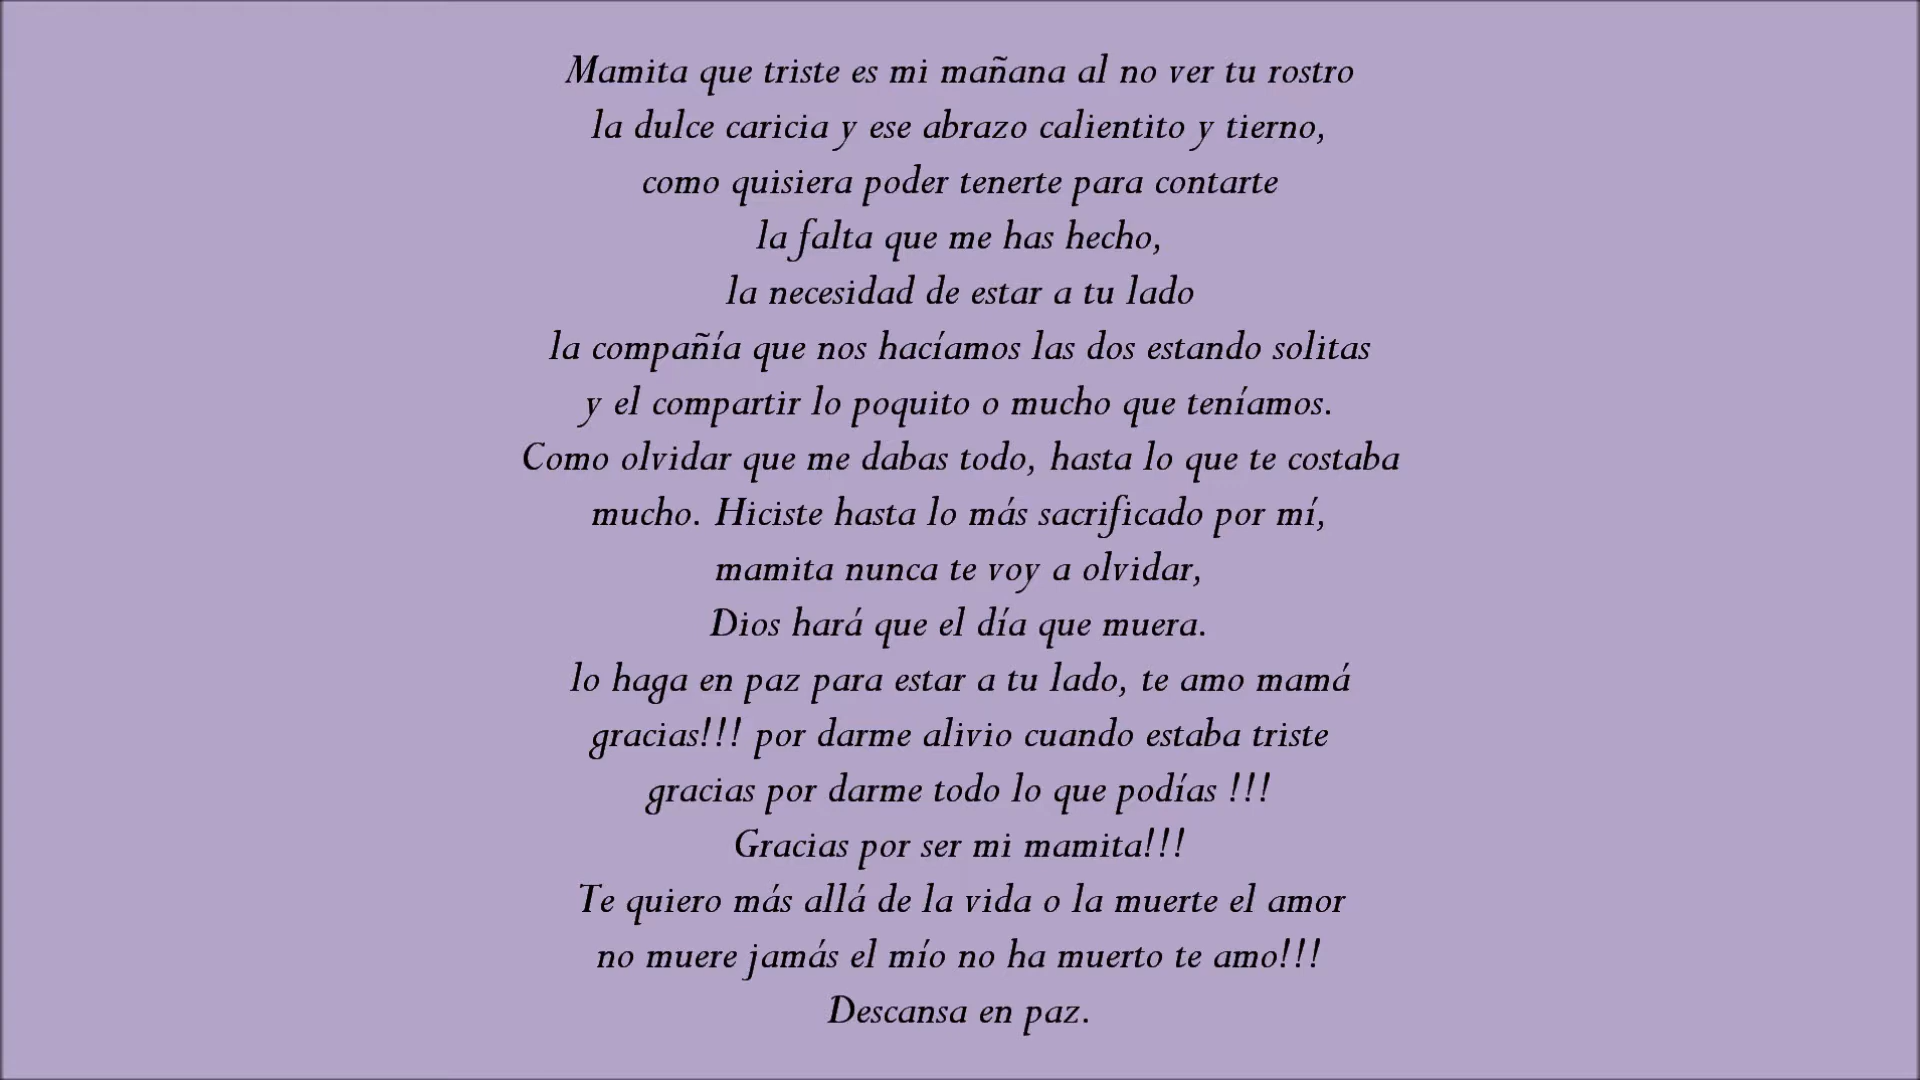 Mamita que triste es mi mañana al no ver tu rostro
la dulce caricia y ese abrazo calientito y tierno,
como quisiera poder tenerte para contarte
la falta que me has hecho,
la necesidad de estar a tu lado
la compañía que nos hacíamos las dos estando solitas
y el compartir lo poquito o mucho que teníamos.
Como olvidar que me dabas todo, hasta lo que te costaba
mucho. Hiciste hasta lo más sacrificado por mí,
mamita nunca te voy a olvidar,
Dios hará que el día que muera.
lo haga en paz para estar a tu lado, te amo mamá
gracias!!! por darme alivio cuando estaba triste
gracias por darme todo lo que podías !!!
Gracias por ser mi mamita!!!
Te quiero más allá de la vida o la muerte el amor
no muere jamás el mío no ha muerto te amo!!!
Descansa en paz.